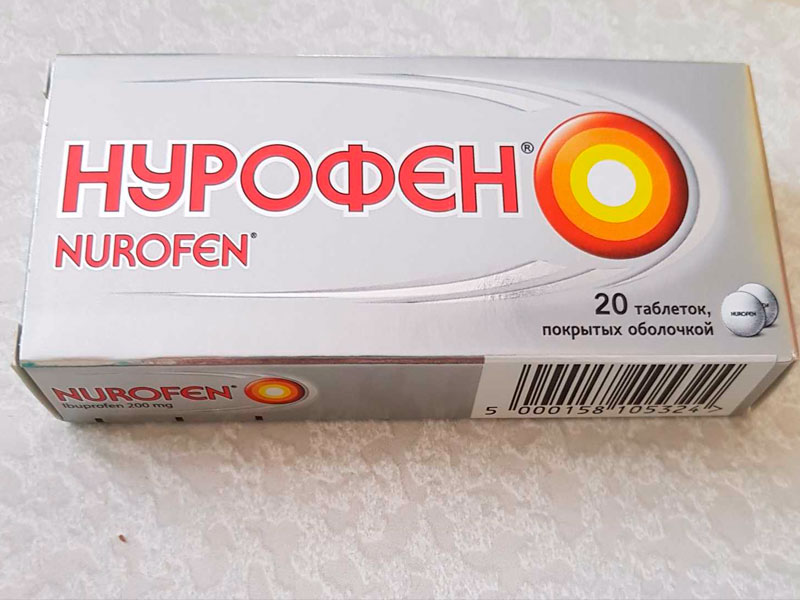 НУРОФЕН®
NUROFEN®
20 таблеток,
покрытых оболочкой
NUROFEN
NUROFEN®
Ibuprofen 200 mg
5 000158 105324 >